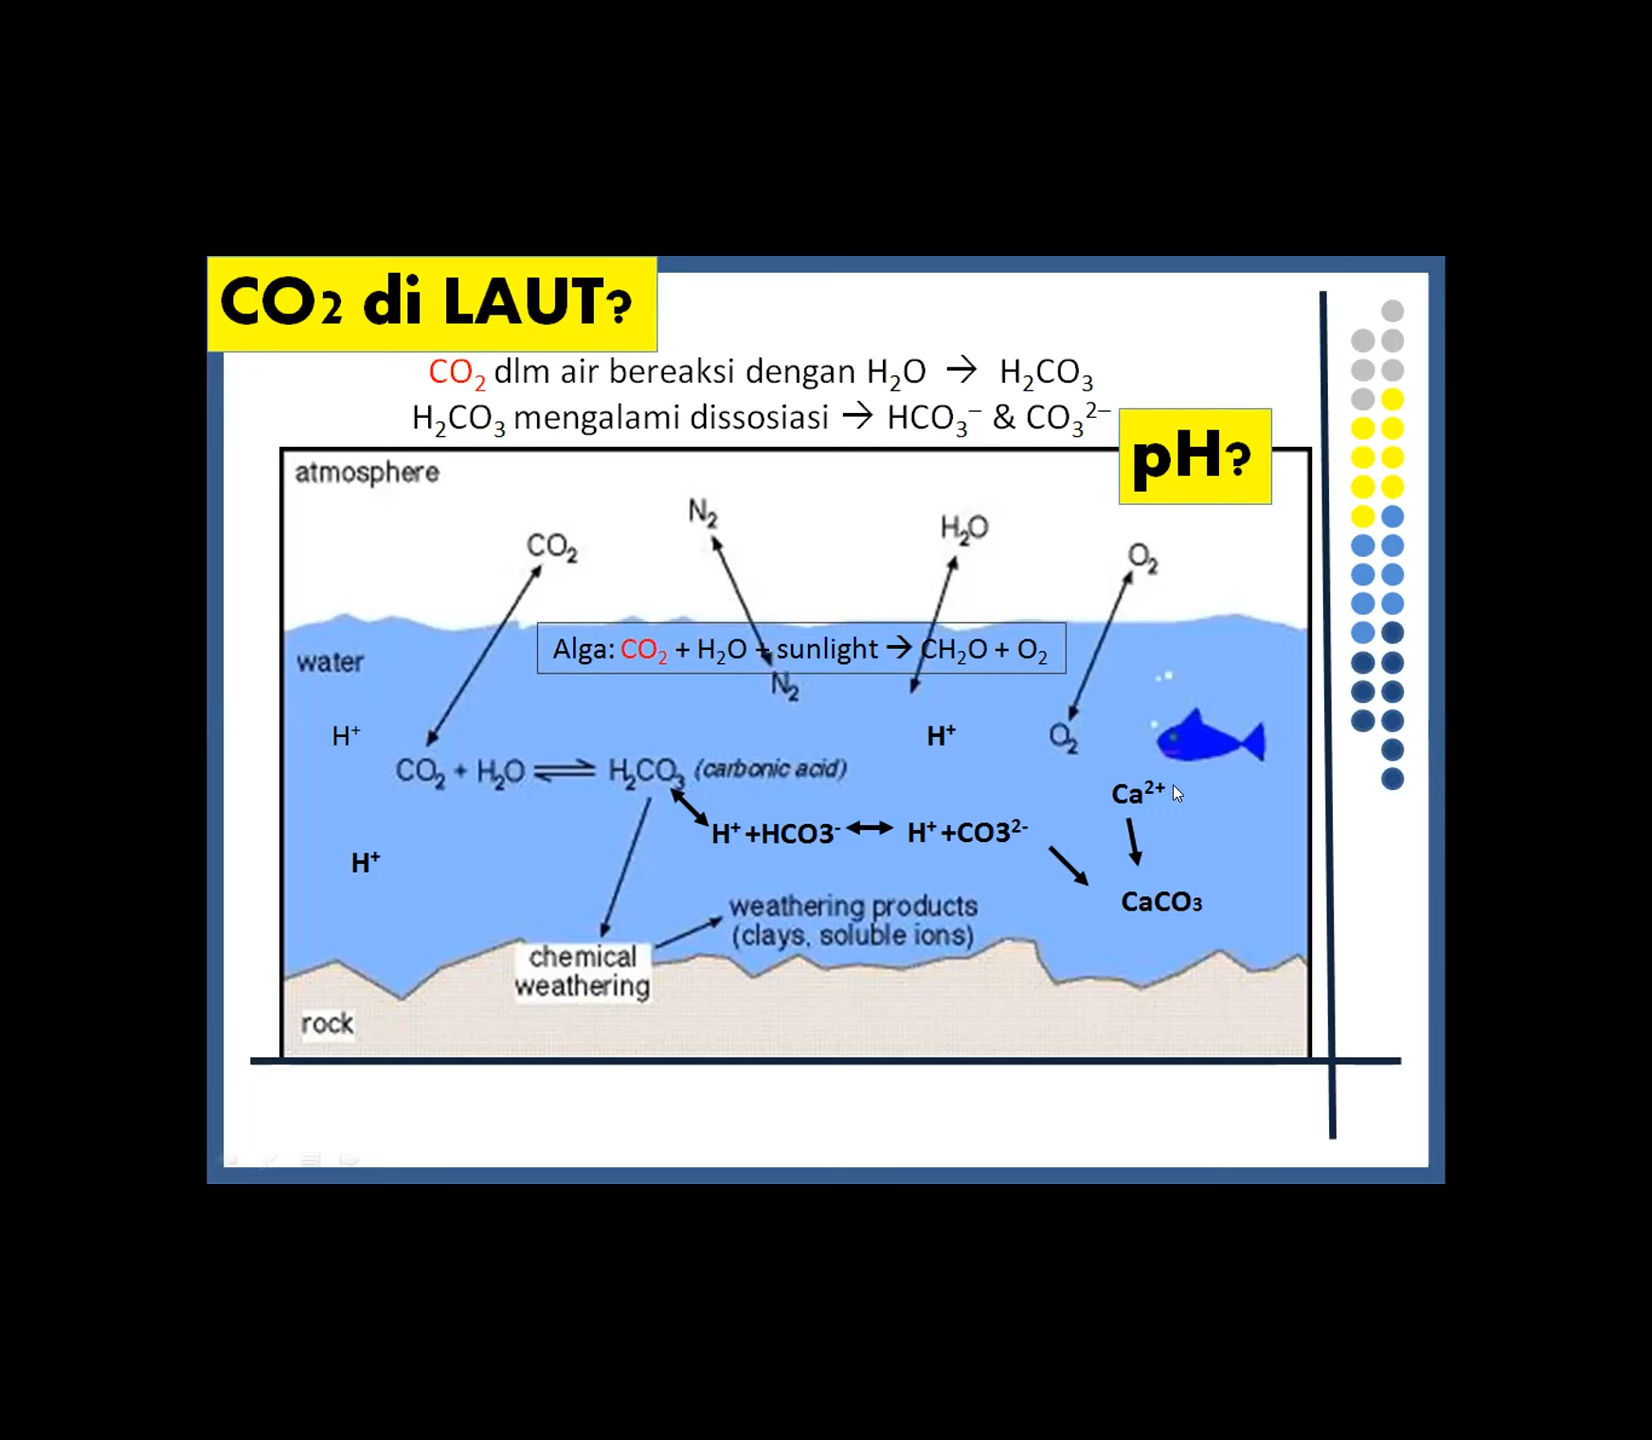 CO2 di LAUT?
CO₂ dlm air bereaksi dengan H₂O → H₂CO₃
H₂CO₃ mengalami dissosiasi → HCO₃⁻ & CO₃²⁻
pH?
atmosphere
N₂
H₂O
CO₂
O₂
Alga: CO₂ + H₂O + sunlight → CH₂O + O₂
water
N₂
H⁺
H⁺
O₂
CO₂ + H₂O ⇌ H₂CO₃ (carbonic acid)
Ca²⁺
H⁺ +HCO3⁻ ↔ H⁺ +CO3²⁻
H⁺
CaCO3
weathering products
(clays, soluble ions)
chemical
weathering
rock